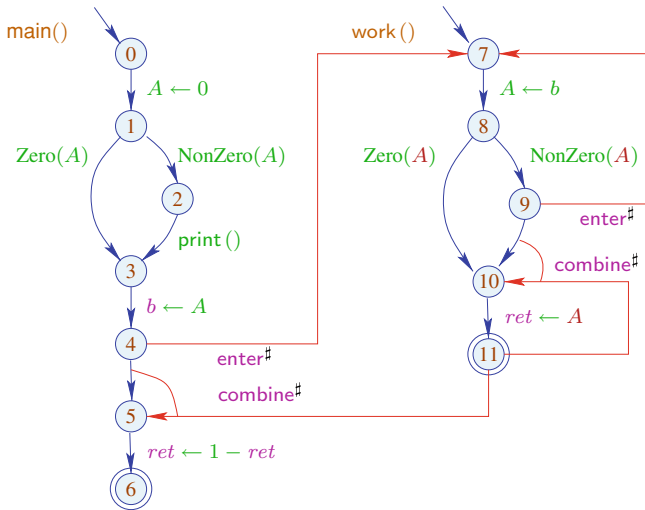 main()
0
A ← 0
1
Zero(A)
NonZero(A)
2
print ()
3
b ← A
4
enter♯
combine♯
5
ret ← 1 − ret
6
work ()
7
A ← b
8
Zero(A)
NonZero(A)
9
enter♯
combine♯
10
ret ← A
11